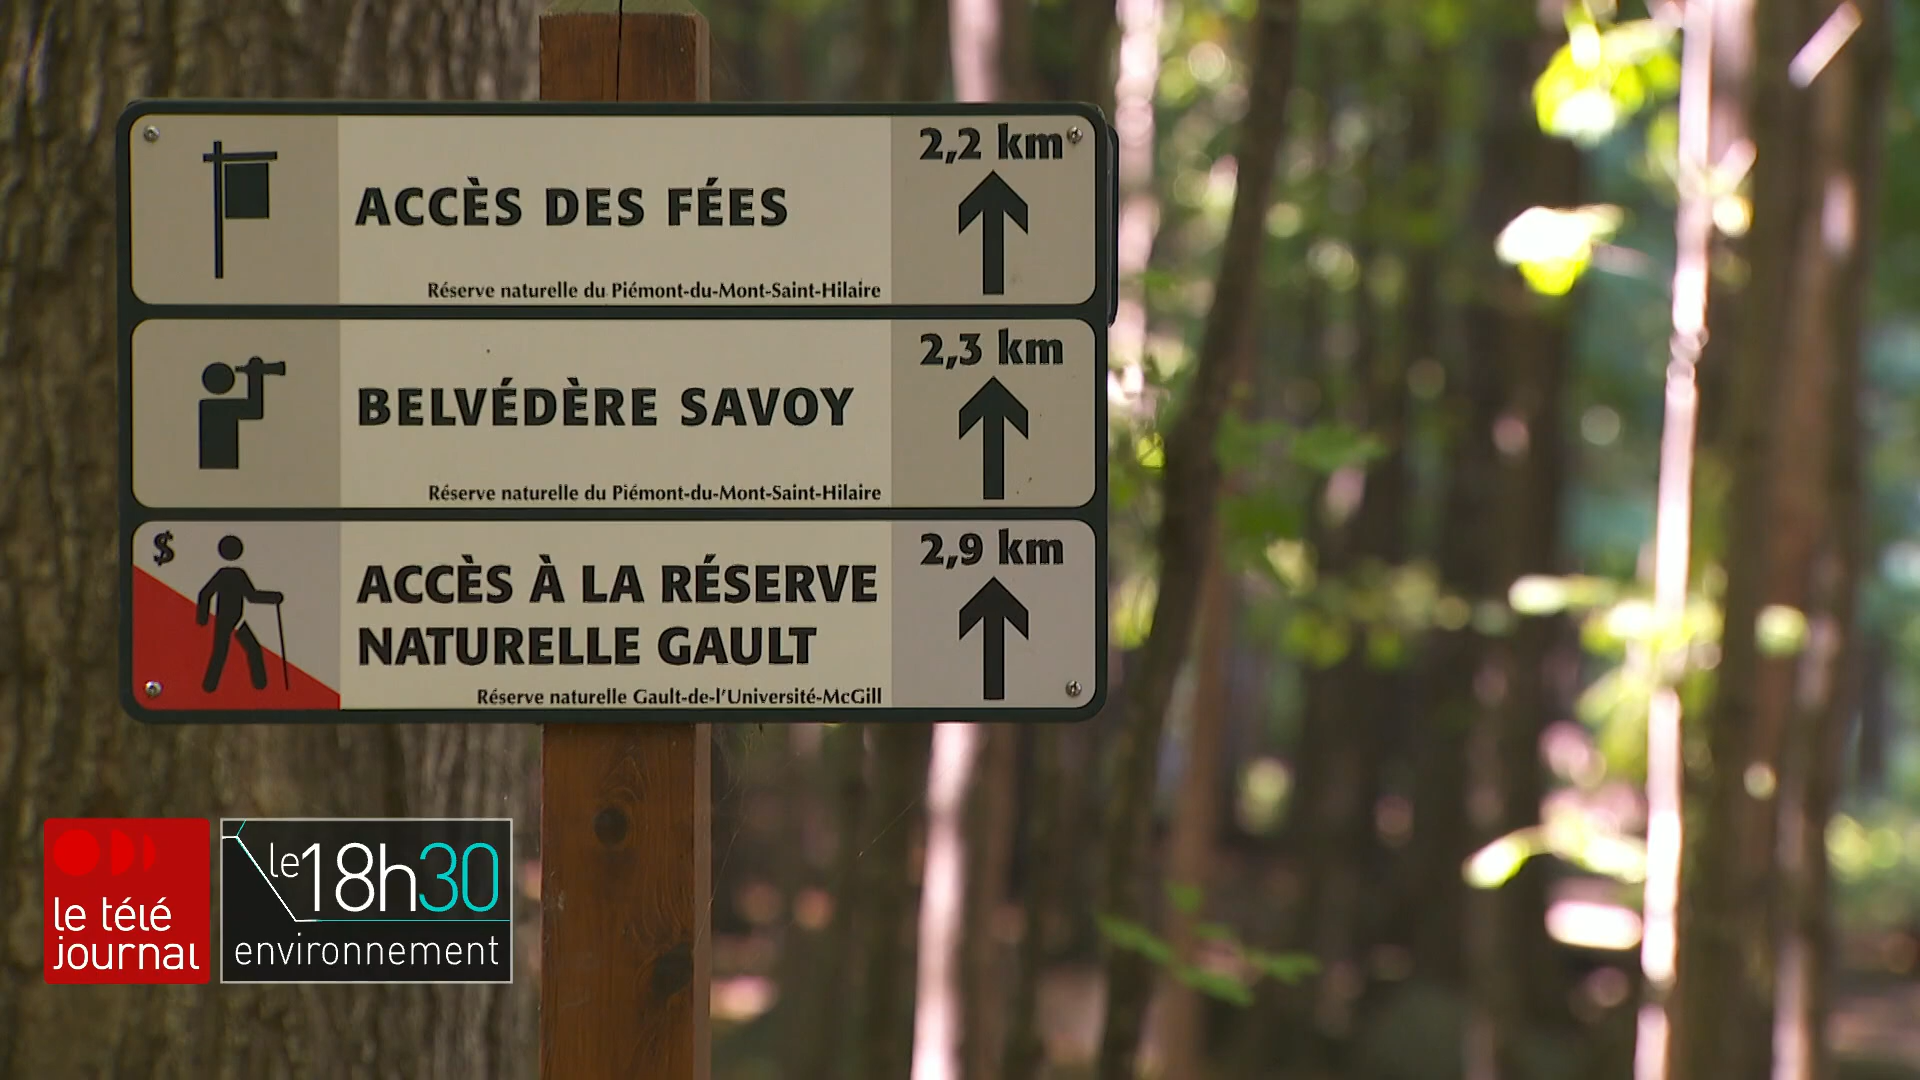 2,2 km
ACCÈS DES FÉES
Réserve naturelle du Piémont-du-Mont-Saint-Hilaire
2,3 km
BELVÉDÈRE SAVOY
Réserve naturelle du Piémont-du-Mont-Saint-Hilaire
$
2,9 km
ACCÈS À LA RÉSERVE
NATURELLE GAULT
Réserve naturelle Gault-de-l'Université-McGill
le télé
journal
le 18h30
environnement